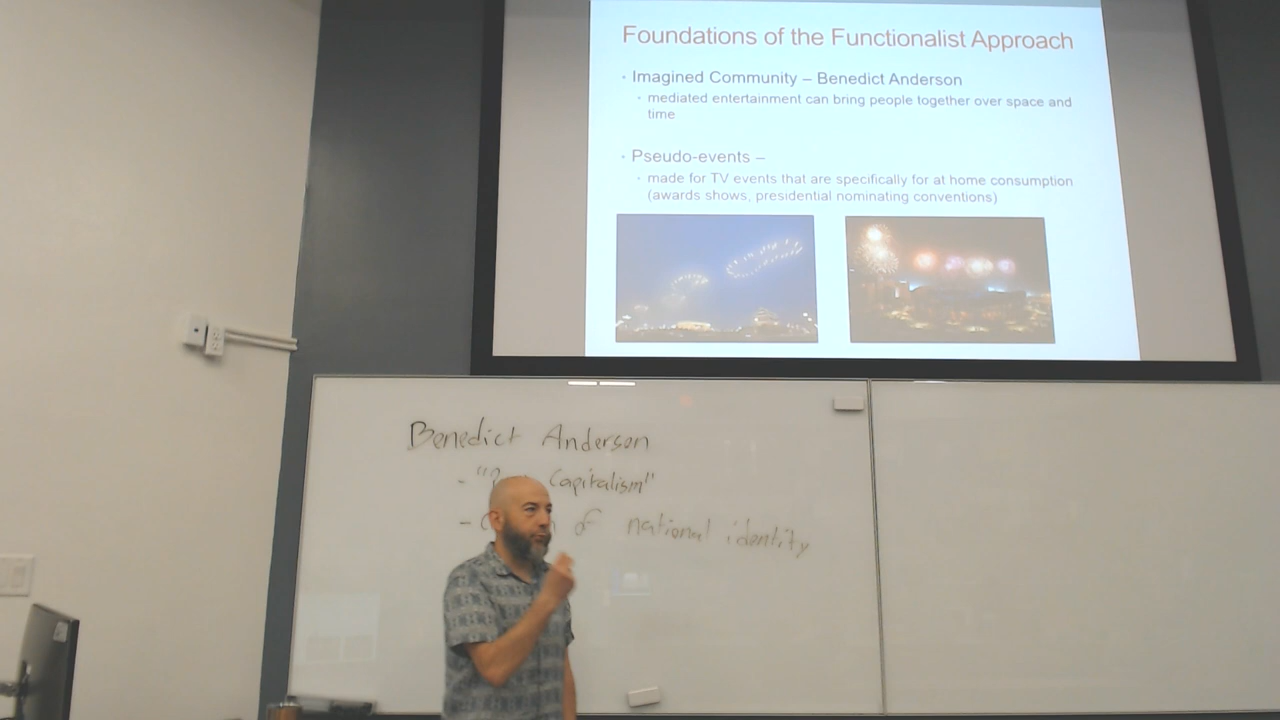 Foundations of the Functionalist Approach
• Imagined Community – Benedict Anderson
• mediated entertainment can bring people together over space and
time
• Pseudo-events –
• made for TV events that are specifically for at home consumption
(awards shows, presidential nominating conventions)
Benedict Anderson
- " Capitalism"
- of national identity